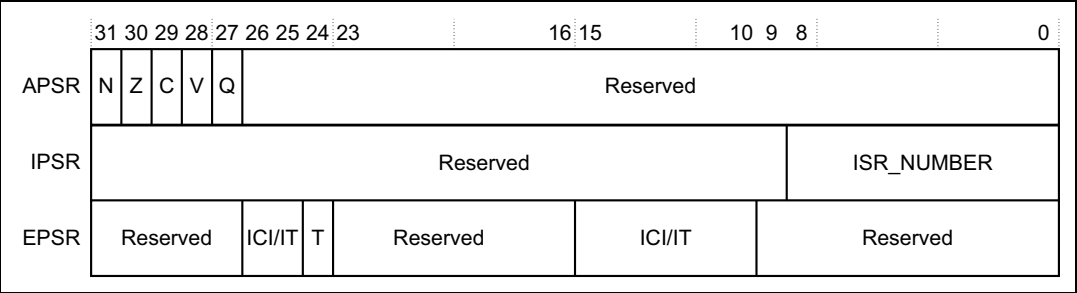 31 30 29 28 27 26 25 24 23 16 15 10 9 8 0
APSR N Z C V Q Reserved
IPSR Reserved ISR_NUMBER
EPSR Reserved ICI/IT T Reserved ICI/IT Reserved